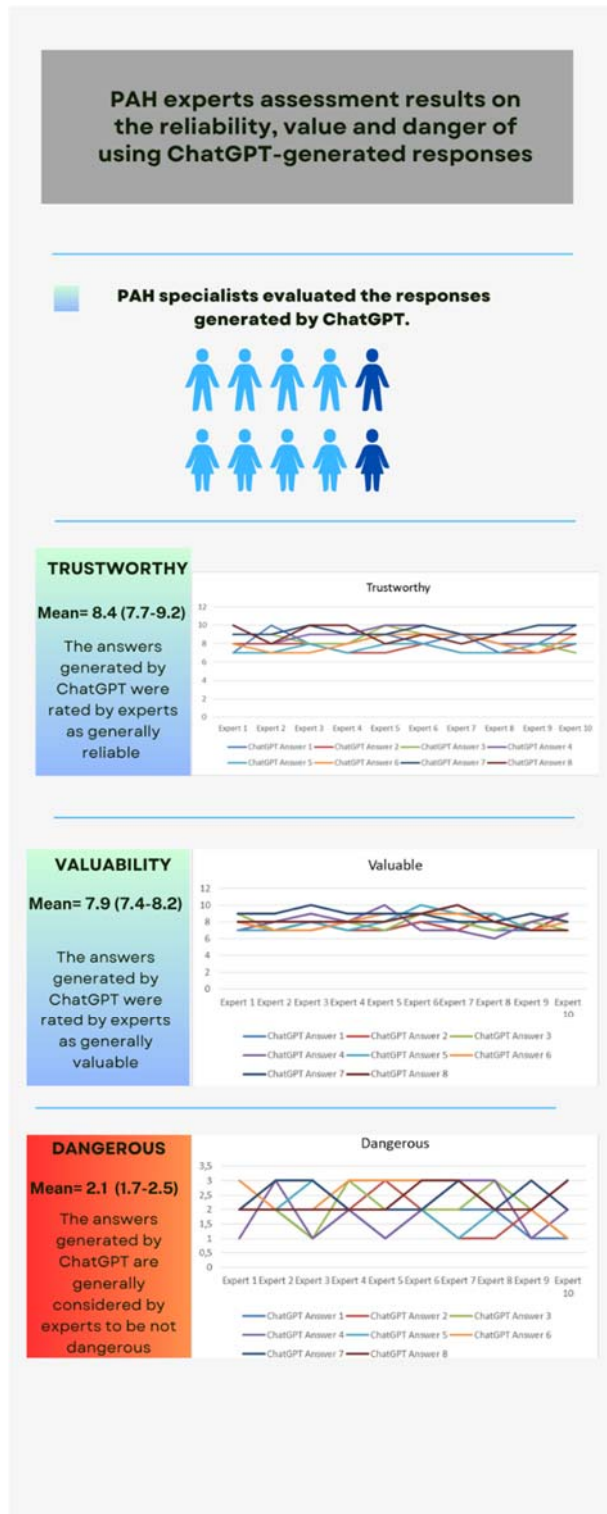 PAH experts assessment results on
the reliability, value and danger of
using ChatGPT-generated responses
PAH specialists evaluated the responses
generated by ChatGPT.
TRUSTWORTHY
Mean= 8.4 (7.7-9.2)
The answers
generated by
ChatGPT were
rated by experts
as generally
reliable
Trustworthy
12
10
8
6
4
2
0
Expert 1 Expert 2 Expert 3 Expert 4 Expert 5 Expert 6 Expert 7 Expert 8 Expert 9 Expert 10
ChatGPT Answer 1 ChatGPT Answer 2 ChatGPT Answer 3 ChatGPT Answer 4
ChatGPT Answer 5 ChatGPT Answer 6 ChatGPT Answer 7 ChatGPT Answer 8
VALUABILITY
Mean= 7.9 (7.4-8.2)
The answers
generated by
ChatGPT were
rated by experts
as generally
valuable
Valuable
12
10
8
6
4
2
0
Expert 1 Expert 2 Expert 3 Expert 4 Expert 5 Expert 6 Expert 7 Expert 8 Expert 9 Expert
10
ChatGPT Answer 1 ChatGPT Answer 2 ChatGPT Answer 3
ChatGPT Answer 4 ChatGPT Answer 5 ChatGPT Answer 6
ChatGPT Answer 7 ChatGPT Answer 8
DANGEROUS
Mean= 2.1 (1.7-2.5)
The answers
generated by
ChatGPT are
generally
considered by
experts to be not
dangerous
Dangerous
3,5
3
2,5
2
1,5
1
0,5
0
Expert 1 Expert 2 Expert 3 Expert 4 Expert 5 Expert 6 Expert 7 Expert 8 Expert 9 Expert
10
ChatGPT Answer 1 ChatGPT Answer 2 ChatGPT Answer 3
ChatGPT Answer 4 ChatGPT Answer 5 ChatGPT Answer 6
ChatGPT Answer 7 ChatGPT Answer 8